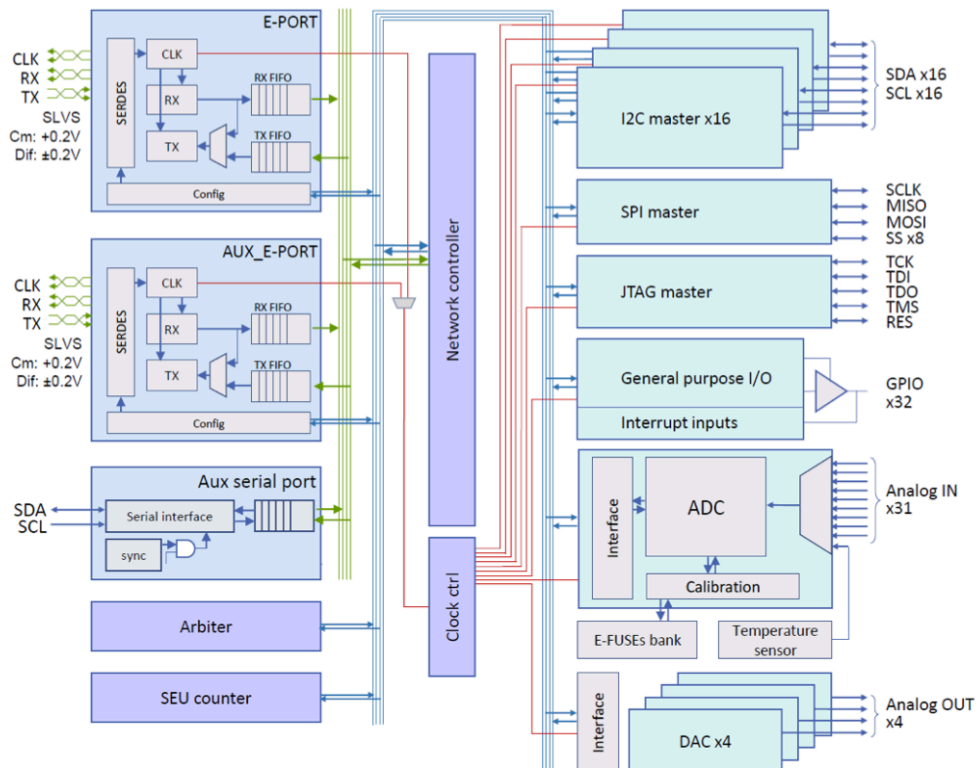 E-PORT
CLK
RX
TX
SLVS
Cm: +0.2V
Dif: ±0.2V
SERDES
CLK
RX
TX
RX FIFO
TX FIFO
Config
AUX_E-PORT
CLK
RX
TX
SLVS
Cm: +0.2V
Dif: ±0.2V
SERDES
CLK
RX
TX
RX FIFO
TX FIFO
Config
Aux serial port
SDA
SCL
Serial interface
sync
Arbiter
SEU counter
Network controller
Clock ctrl
I2C master x16
SDA x16
SCL x16
SPI master
SCLK
MISO
MOSI
SS x8
JTAG master
TCK
TDI
TDO
TMS
RES
General purpose I/O
Interrupt inputs
GPIO
x32
Interface
ADC
Calibration
Analog IN
x31
E-FUSEs bank
Temperature
sensor
Interface
DAC x4
Analog OUT
x4